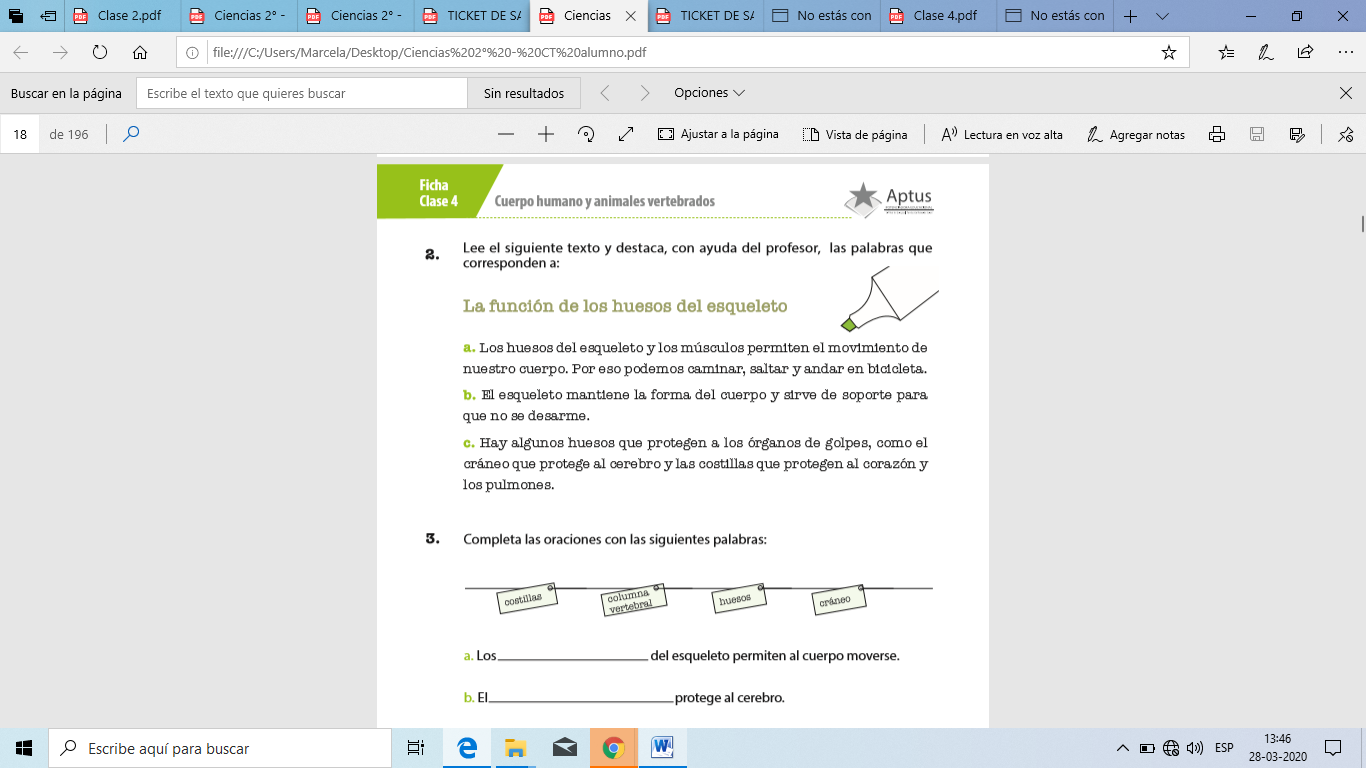 Clase 2.pdf
Ciencias 2° -
Ciencias 2° -
TICKET DE SA
Ciencias
TICKET DE SA
No estás con
Clase 4.pdf
No estás con
file:///C:/Users/Marcela/Desktop/Ciencias%202°%20-%20CT%20alumno.pdf
Buscar en la página
Escribe el texto que quieres buscar
Sin resultados
Opciones
18 de 196
Ajustar a la página
Vista de página
Lectura en voz alta
Agregar notas
Ficha
Clase 4
Cuerpo humano y animales vertebrados
Aptus
2. Lee el siguiente texto y destaca, con ayuda del profesor, las palabras que
corresponden a:
La función de los huesos del esqueleto
a. Los huesos del esqueleto y los músculos permiten el movimiento de
nuestro cuerpo. Por eso podemos caminar, saltar y andar en bicicleta.
b. El esqueleto mantiene la forma del cuerpo y sirve de soporte para
que no se desarme.
c. Hay algunos huesos que protegen a los órganos de golpes, como el
cráneo que protege al cerebro y las costillas que protegen al corazón y
los pulmones.
3. Completa las oraciones con las siguientes palabras:
costillas
columna
vertebral
huesos
cráneo
a. Los____________________del esqueleto permiten al cuerpo moverse.
b. El________________________protege al cerebro.
Escribe aquí para buscar
ESP
13:46
28-03-2020